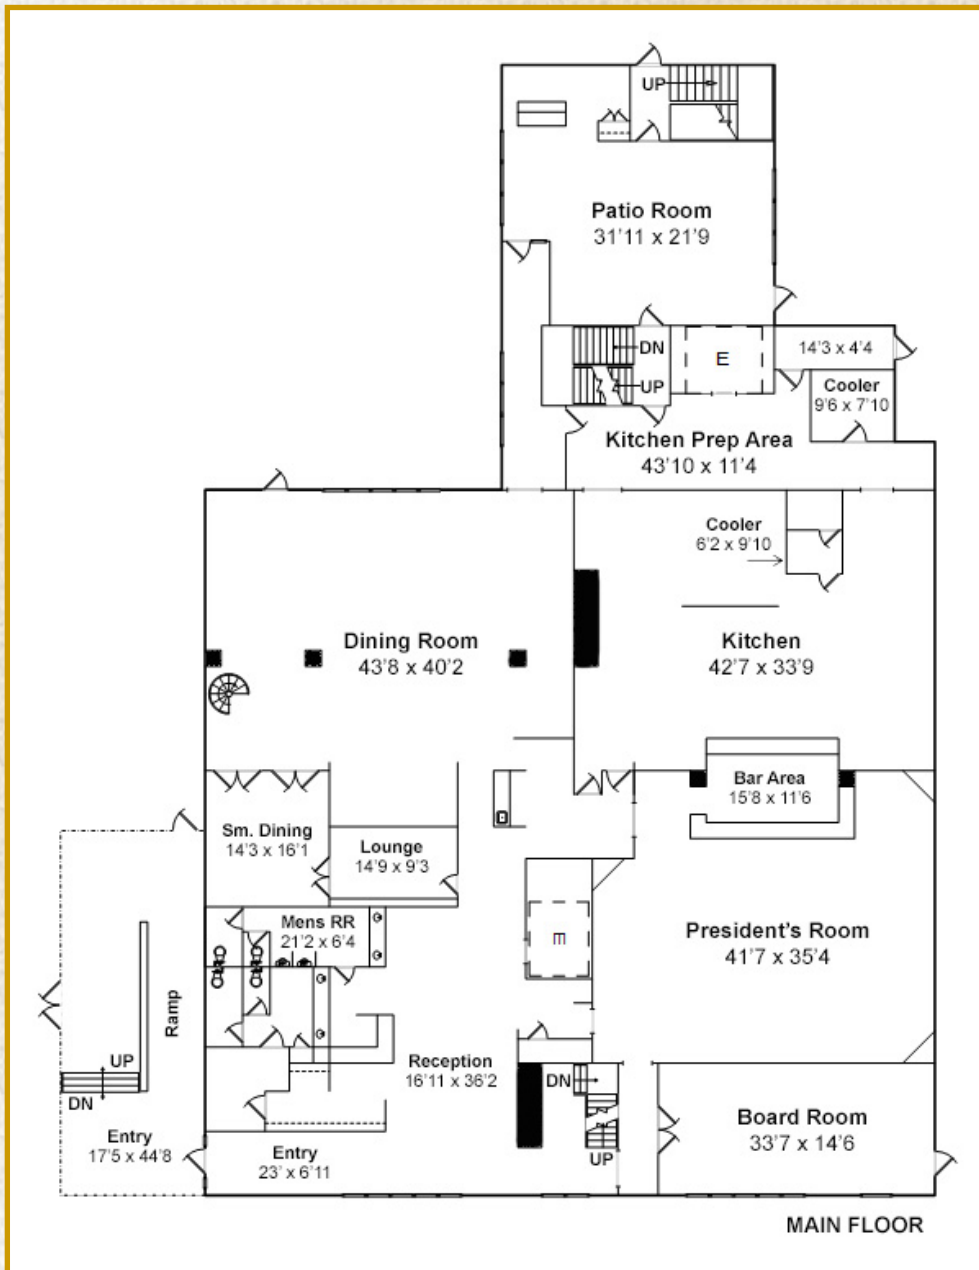 UP
Patio Room
31'11 x 21'9
DN
UP
E
14'3 x 4'4
Cooler
9'6 x 7'10
Kitchen Prep Area
43'10 x 11'4
Cooler
6'2 x 9'10
Dining Room
43'8 x 40'2
Kitchen
42'7 x 33'9
Bar Area
15'8 x 11'6
Sm. Dining
14'3 x 16'1
Lounge
14'9 x 9'3
Mens RR
21'2 x 6'4
E
President's Room
41'7 x 35'4
Ramp
UP
DN
Reception
16'11 x 36'2
DN
UP
Board Room
33'7 x 14'6
Entry
17'5 x 44'8
Entry
23' x 6'11
MAIN FLOOR